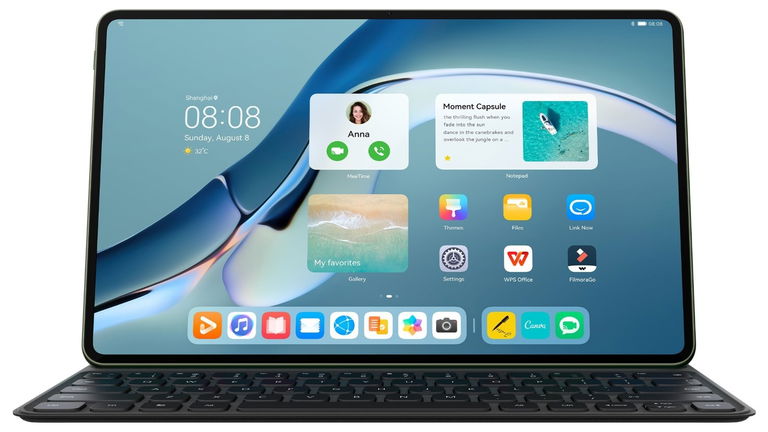 08:08
Shanghai
08:08
Sunday, August 8
32°C
Anna
MeeTime
Moment Capsule
the thrilling flush when you
fade into the sun
dance in the canebrakes and
overlook the jungle on a ...
Notepad
My favorites
Gallery
Themes
Files
Link Now
Settings
WPS Office
FilmoraGo
Canva